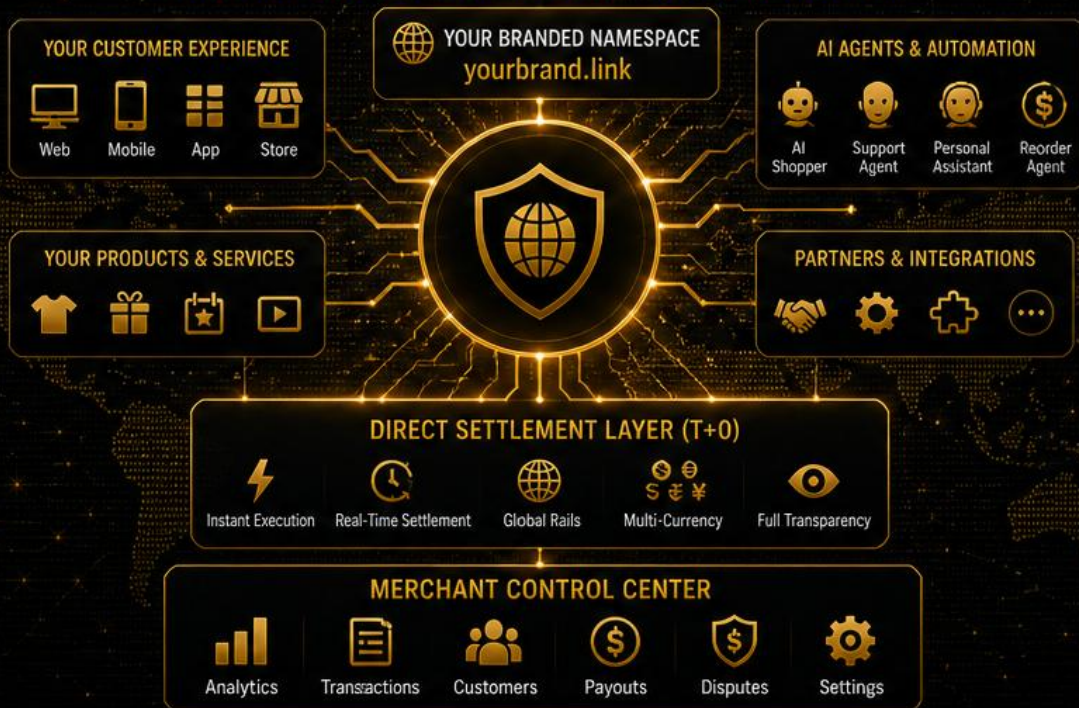 YOUR CUSTOMER EXPERIENCE
Web
Mobile
App
Store
YOUR BRANDED NAMESPACE
yourbrand.link
AI AGENTS & AUTOMATION
AI
Shopper
Support
Agent
Personal
Assistant
Reorder
Agent
YOUR PRODUCTS & SERVICES
PARTNERS & INTEGRATIONS
DIRECT SETTLEMENT LAYER (T+0)
Instant Execution
Real-Time Settlement
Global Rails
Multi-Currency
Full Transparency
MERCHANT CONTROL CENTER
Analytics
Transactions
Customers
Payouts
Disputes
Settings